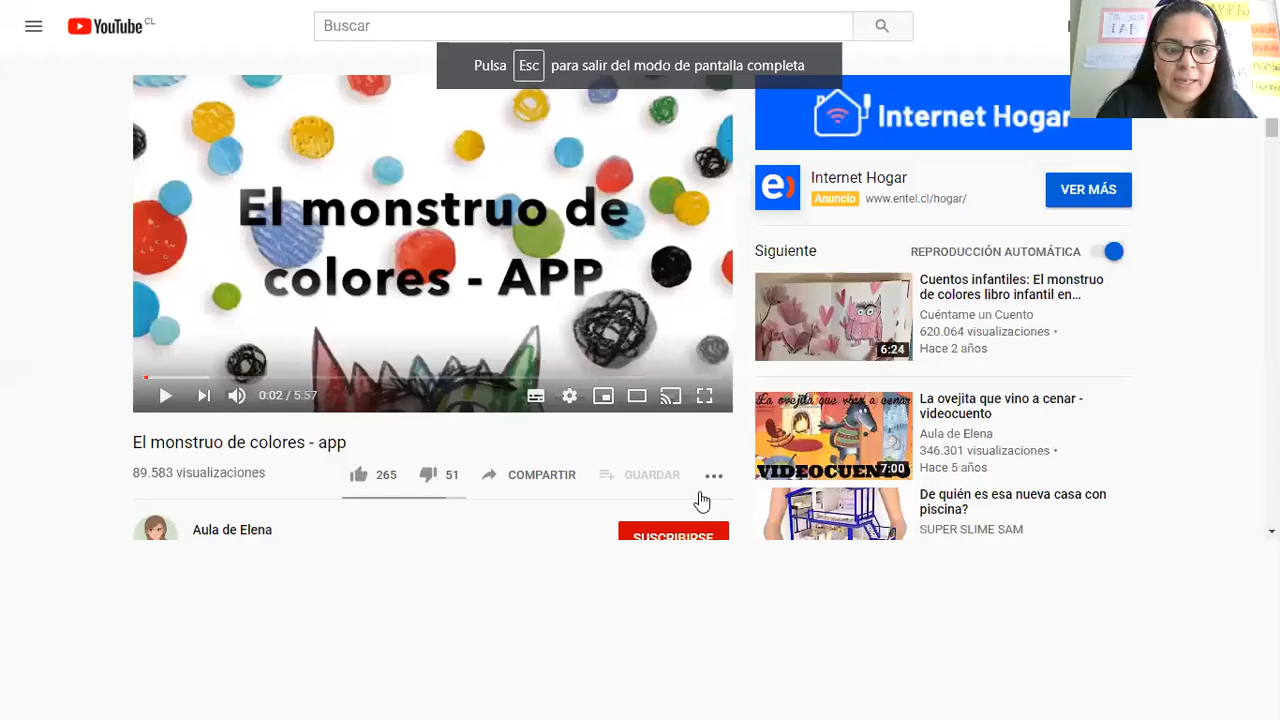 YouTube CL
Buscar
Pulsa Esc para salir del modo de pantalla completa
El monstruo de
colores - APP
0:02 / 5:57
El monstruo de colores - app
89.583 visualizaciones
265
51
COMPARTIR
GUARDAR
Aula de Elena
SUSCRIBIRSE
Internet Hogar
Internet Hogar
Anuncio www.entel.cl/hogar/
VER MÁS
Siguiente
REPRODUCCIÓN AUTOMÁTICA
6:24
Cuentos infantiles: El monstruo
de colores libro infantil en...
Cuéntame un Cuento
620.064 visualizaciones •
Hace 2 años
La ovejita que vino a cenar
VIDEOCUENTO
7:00
La ovejita que vino a cenar -
videocuento
Aula de Elena
346.301 visualizaciones •
Hace 5 años
De quién es esa nueva casa con
piscina?
SUPER SLIME SAM